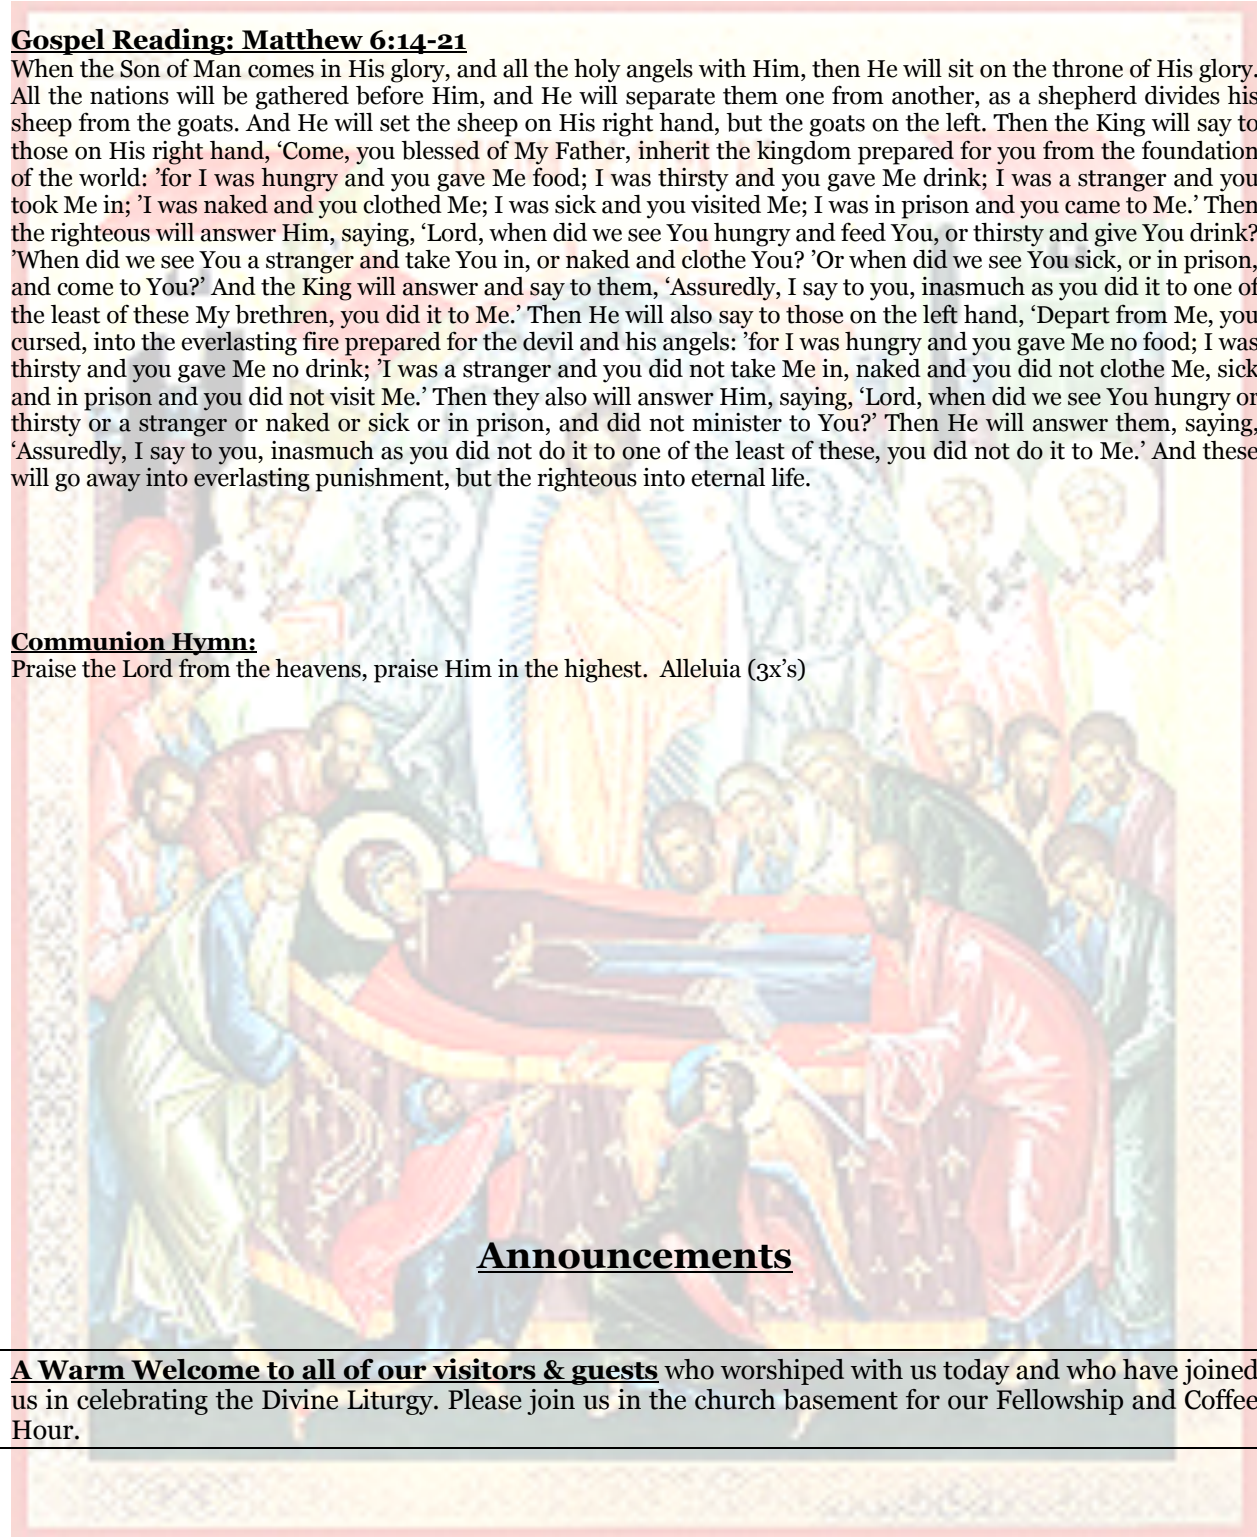 Gospel Reading: Matthew 6:14-21
When the Son of Man comes in His glory, and all the holy angels with Him, then He will sit on the throne of His glory.
All the nations will be gathered before Him, and He will separate them one from another, as a shepherd divides his
sheep from the goats. And He will set the sheep on His right hand, but the goats on the left. Then the King will say to
those on His right hand, ‘Come, you blessed of My Father, inherit the kingdom prepared for you from the foundation
of the world: ’for I was hungry and you gave Me food; I was thirsty and you gave Me drink; I was a stranger and you
took Me in; ’I was naked and you clothed Me; I was sick and you visited Me; I was in prison and you came to Me.’ Then
the righteous will answer Him, saying, ‘Lord, when did we see You hungry and feed You, or thirsty and give You drink?
’When did we see You a stranger and take You in, or naked and clothe You? ’Or when did we see You sick, or in prison,
and come to You?’ And the King will answer and say to them, ‘Assuredly, I say to you, inasmuch as you did it to one of
the least of these My brethren, you did it to Me.’ Then He will also say to those on the left hand, ‘Depart from Me, you
cursed, into the everlasting fire prepared for the devil and his angels: ’for I was hungry and you gave Me no food; I was
thirsty and you gave Me no drink; ’I was a stranger and you did not take Me in, naked and you did not clothe Me, sick
and in prison and you did not visit Me.’ Then they also will answer Him, saying, ‘Lord, when did we see You hungry or
thirsty or a stranger or naked or sick or in prison, and did not minister to You?’ Then He will answer them, saying,
‘Assuredly, I say to you, inasmuch as you did not do it to one of the least of these, you did not do it to Me.’ And these
will go away into everlasting punishment, but the righteous into eternal life.
Communion Hymn:
Praise the Lord from the heavens, praise Him in the highest.  Alleluia (3x’s)
Announcements
A Warm Welcome to all of our visitors & guests who worshiped with us today and who have joined
us in celebrating the Divine Liturgy. Please join us in the church basement for our Fellowship and Coffee
Hour.